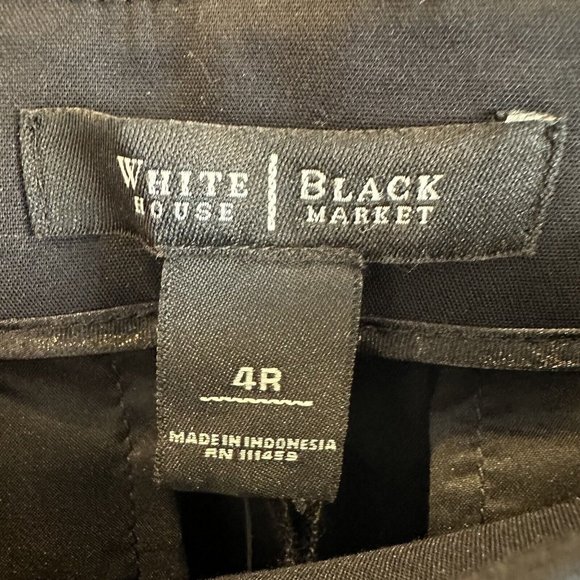 WHITE | BLACK
HOUSE MARKET
4R
MADE IN INDONESIA
RN 111459